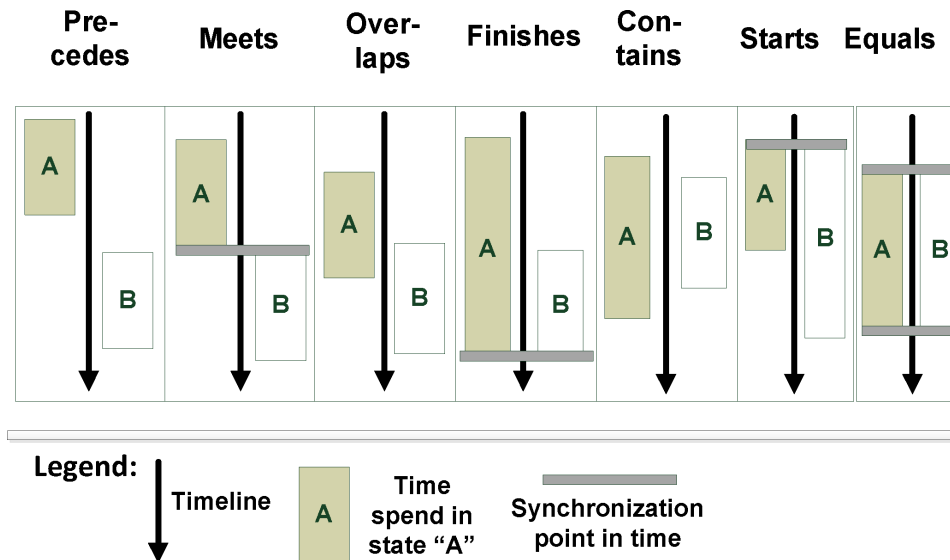 Pre-
cedes
Meets
Over-
laps
Finishes
Con-
tains
Starts
Equals
A
B
A
B
A
B
A
B
A
B
A
B
A
B
Legend:
Timeline
A
Time
spend in
state “A”
Synchronization
point in time